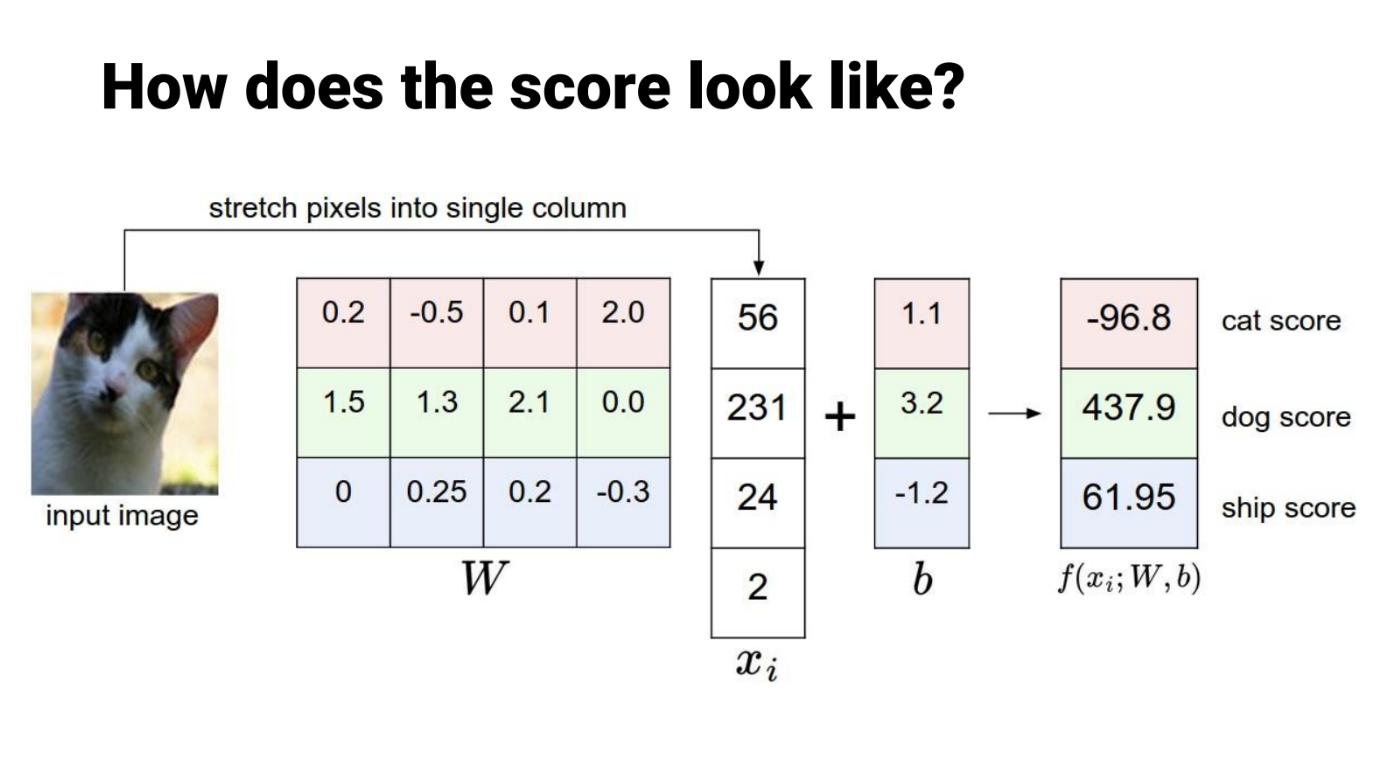 How does the score look like?
stretch pixels into single column
0.2 -0.5 0.1 2.0
1.5 1.3 2.1 0.0
0 0.25 0.2 -0.3
W
56
231
24
2
x_i
+
1.1
3.2
-1.2
b
-96.8 cat score
437.9 dog score
61.95 ship score
f(x_i; W, b)
input image